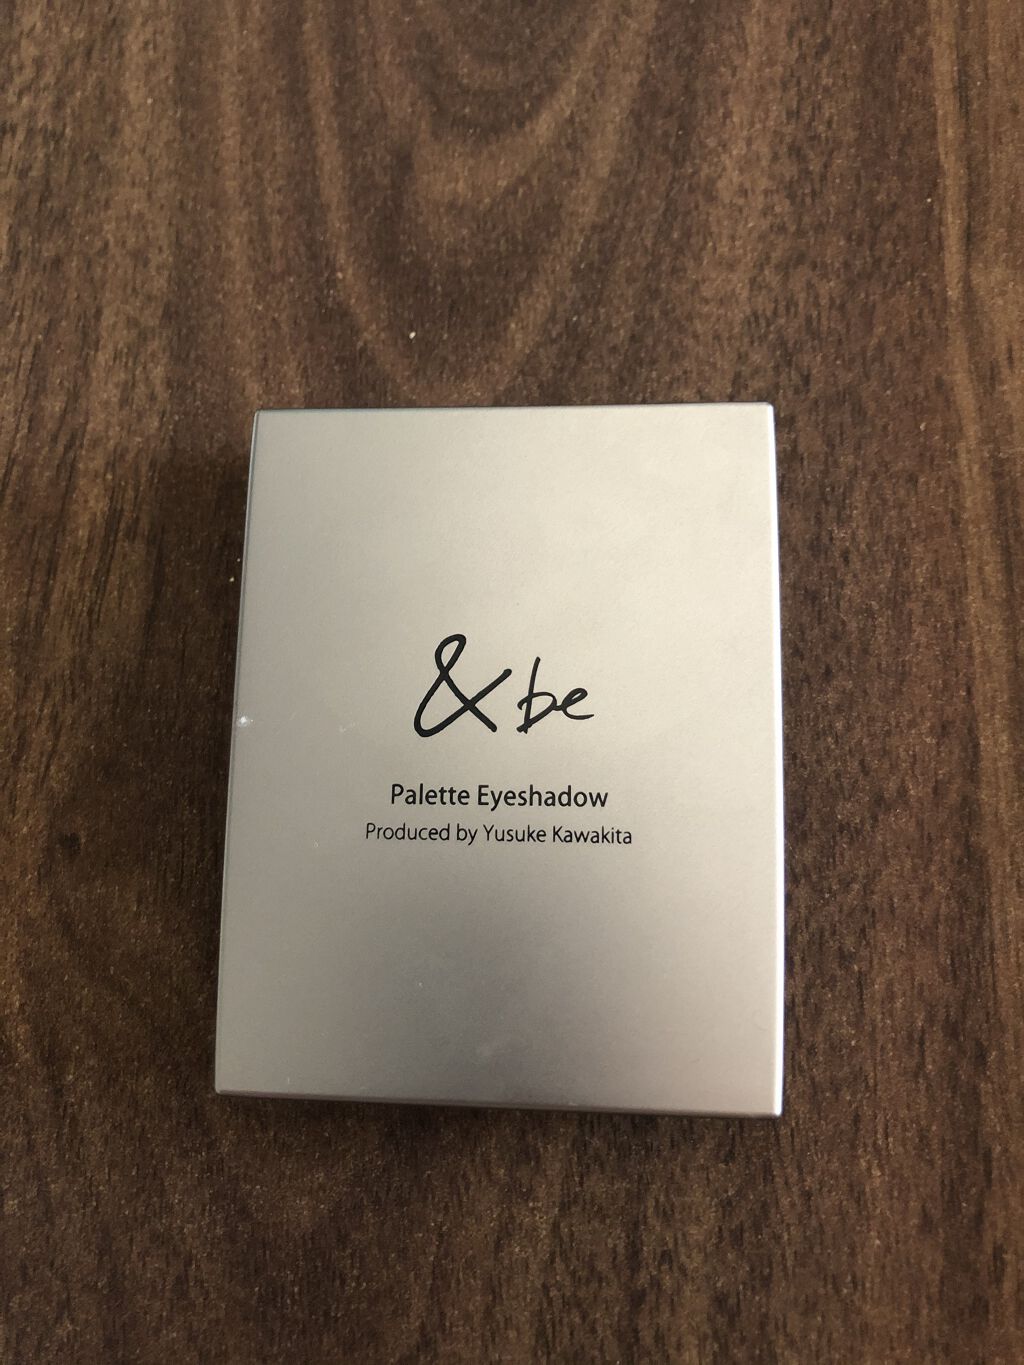 &be
Palette Eyeshadow
Produced by Yusuke Kawakita